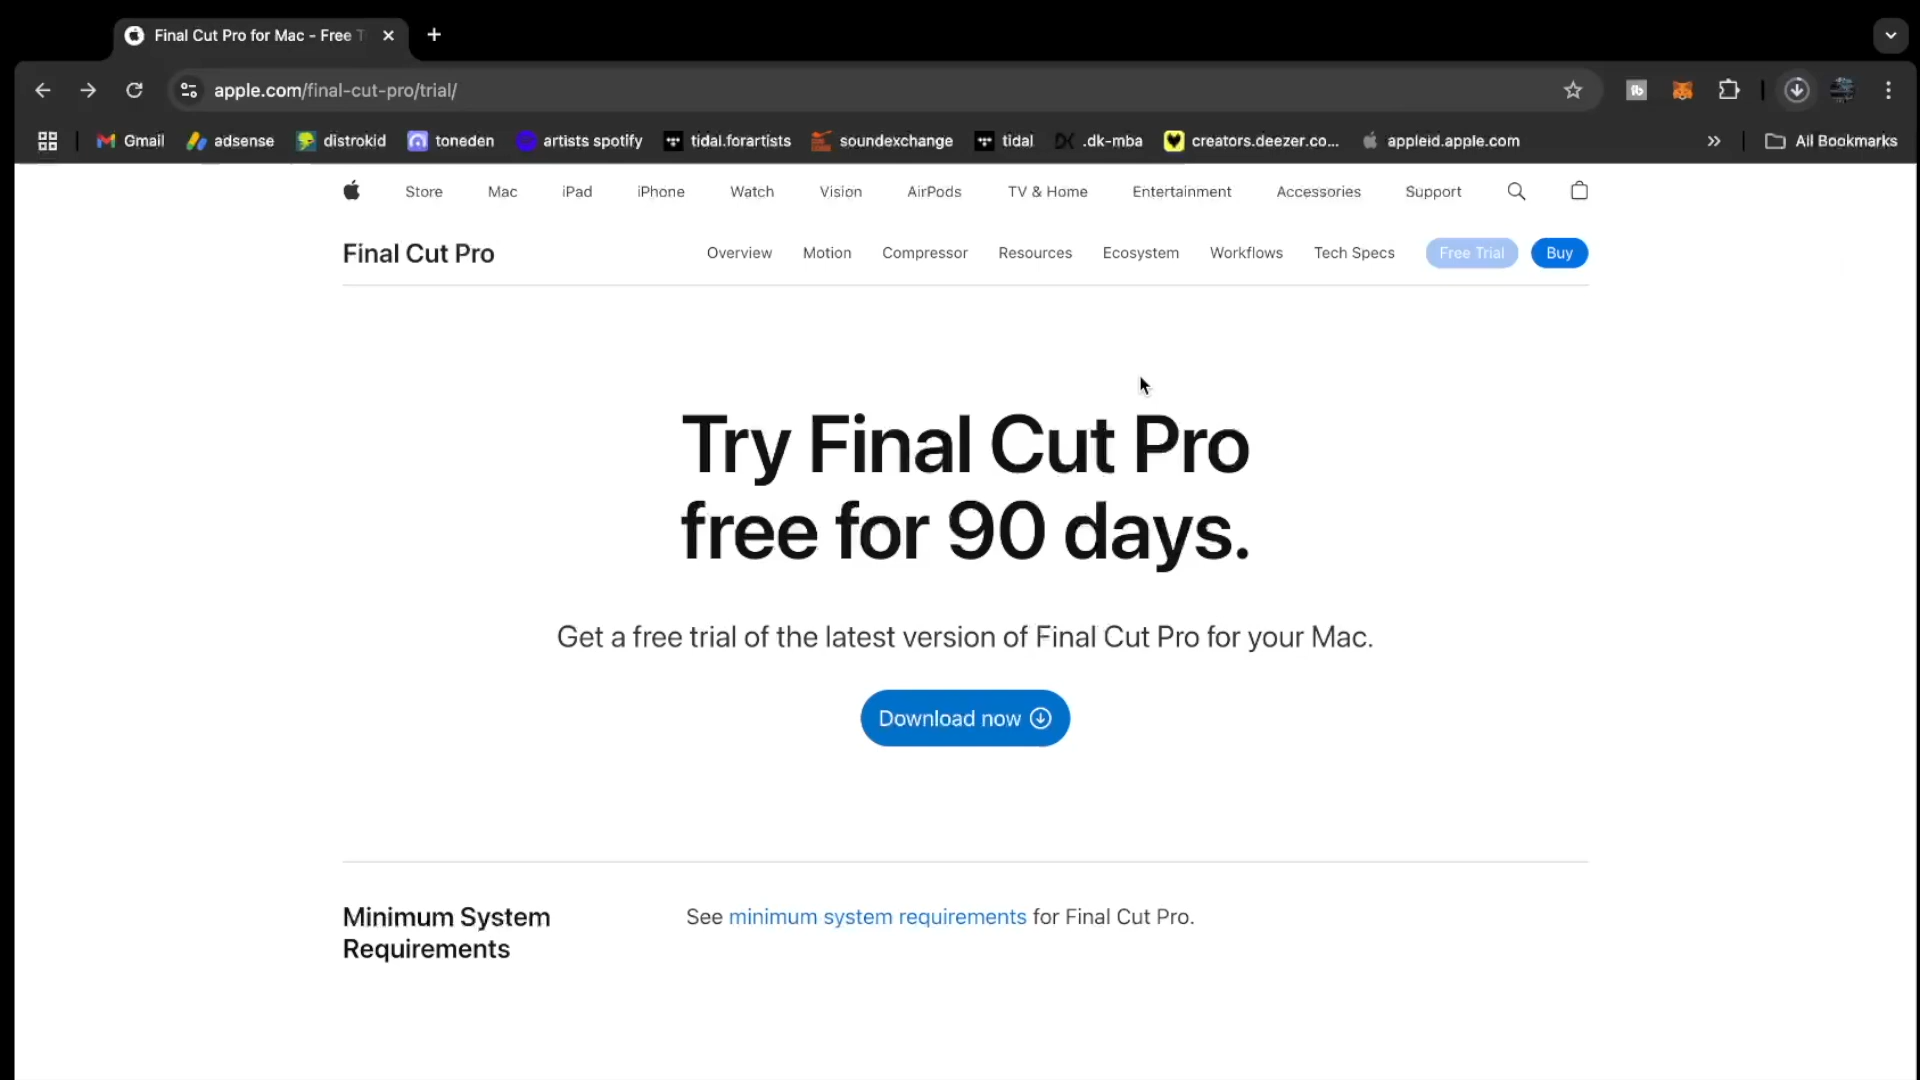 Final Cut Pro for Mac - Free T
apple.com/final-cut-pro/trial/
Gmail adsense distrokid toneden artists spotify tidal.forartists soundexchange tidal .dk-mba creators.deezer.co... appleid.apple.com All Bookmarks
Store Mac iPad iPhone Watch Vision AirPods TV & Home Entertainment Accessories Support
Final Cut Pro Overview Motion Compressor Resources Ecosystem Workflows Tech Specs Free Trial Buy
Try Final Cut Pro
free for 90 days.
Get a free trial of the latest version of Final Cut Pro for your Mac.
Download now
Minimum System
Requirements
See minimum system requirements for Final Cut Pro.